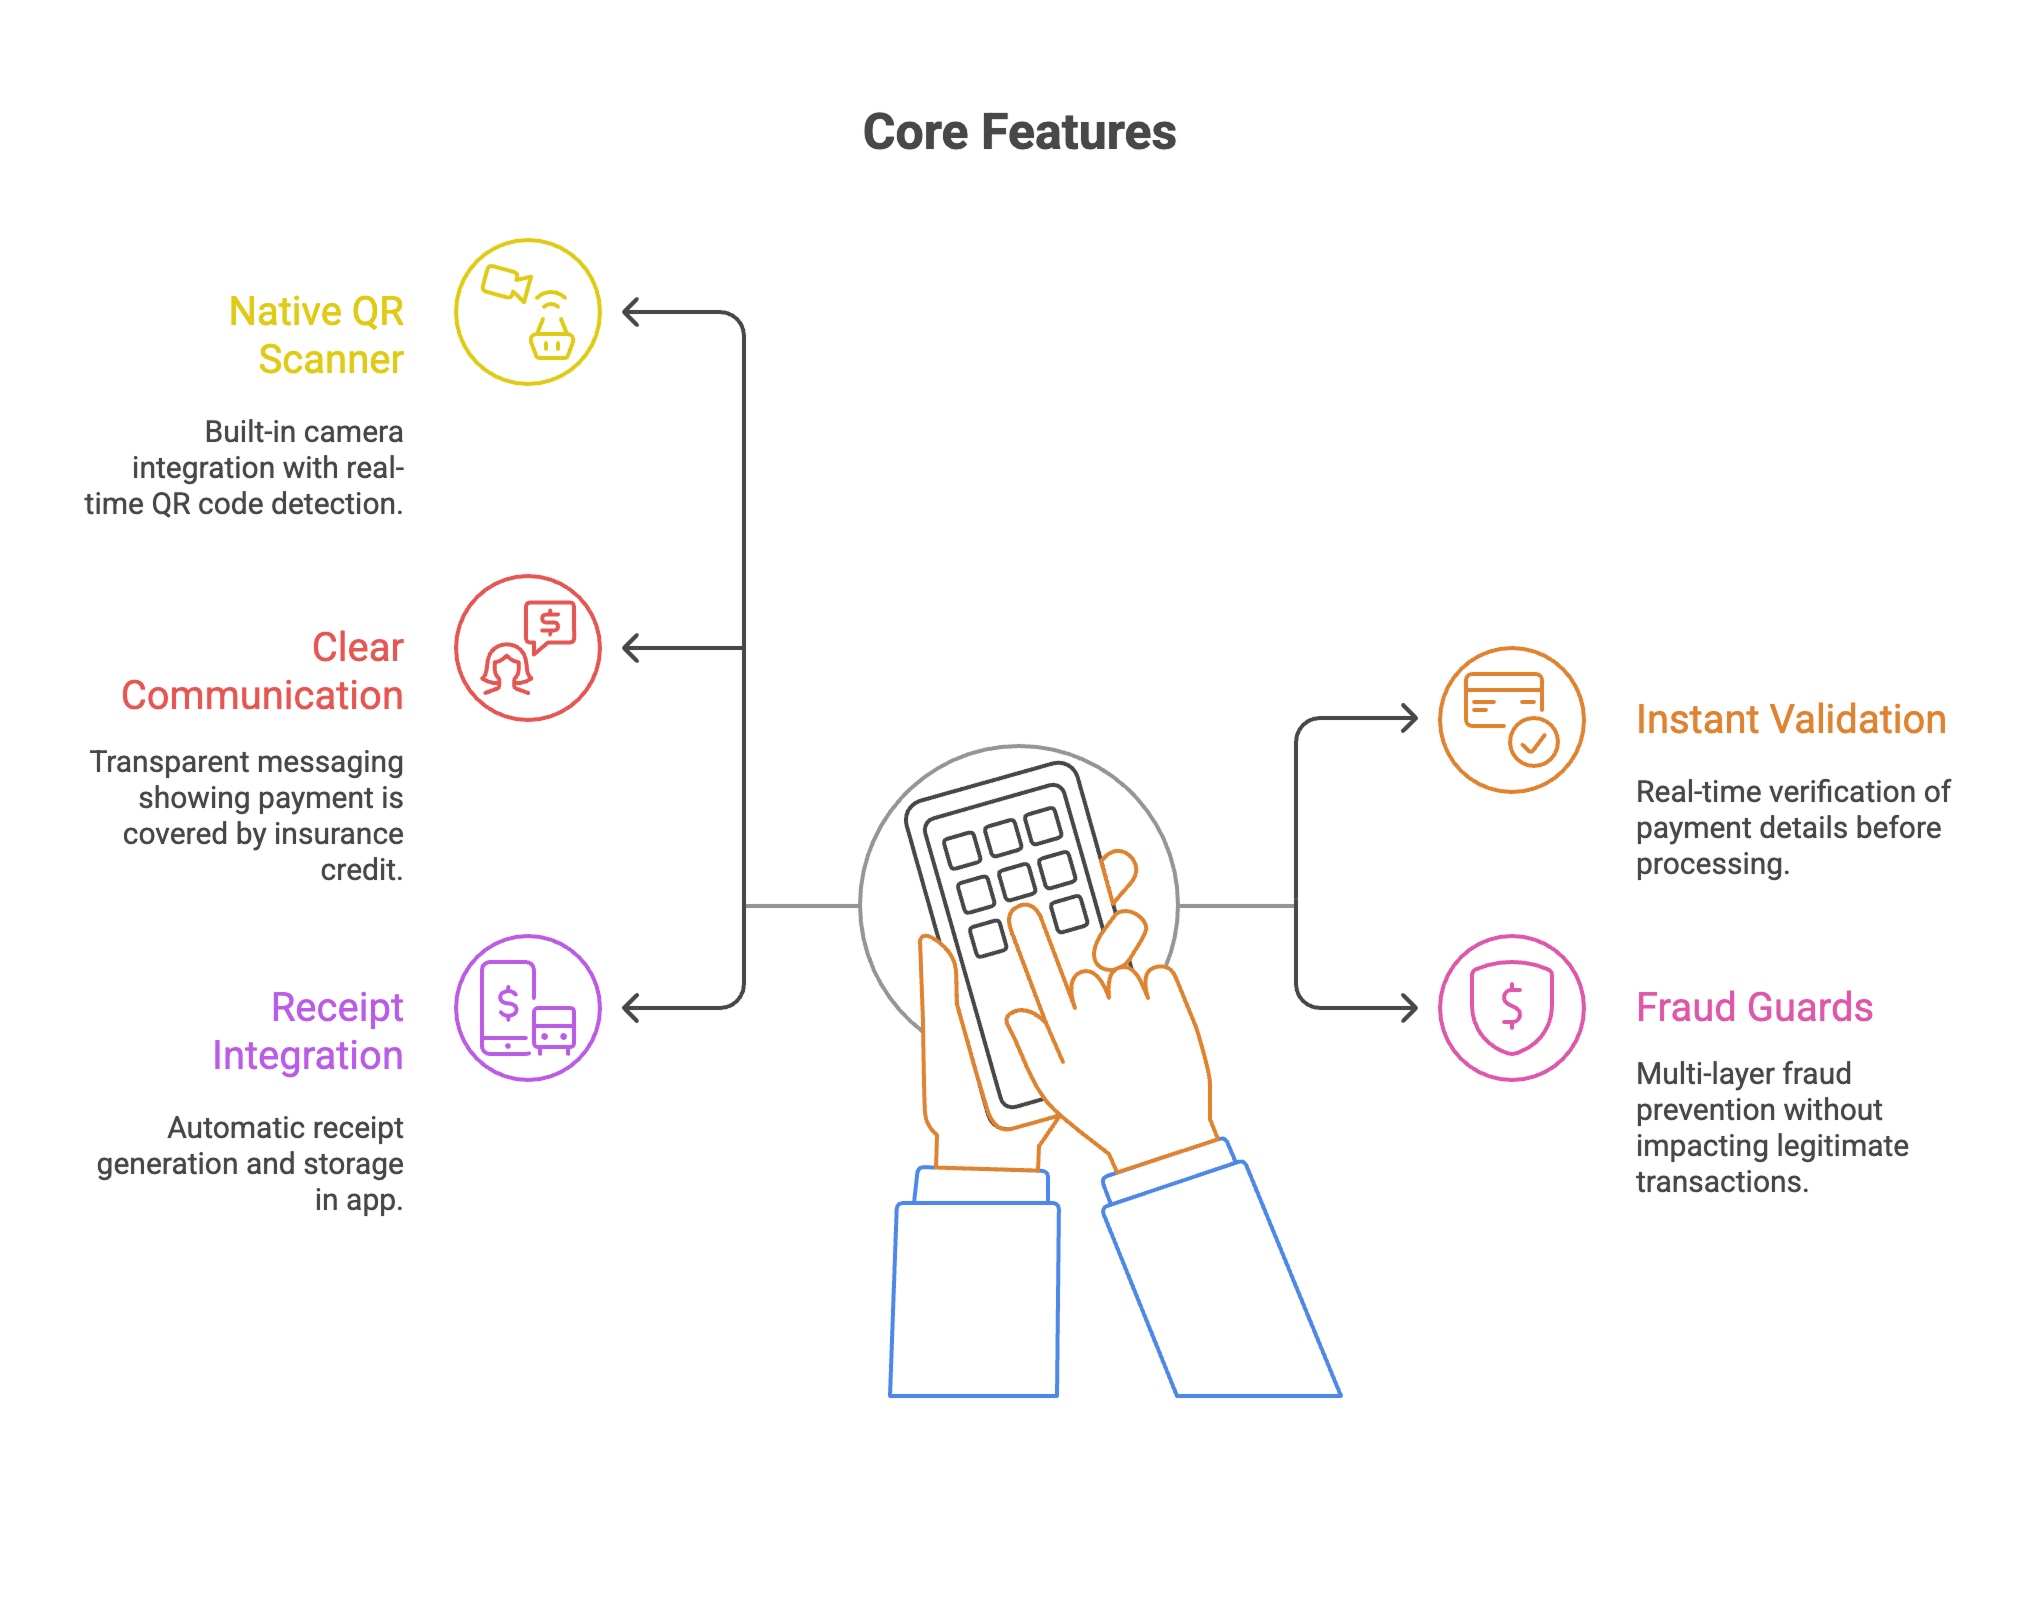 Core Features
Native QR
Scanner
Built-in camera
integration with real-
time QR code detection.
Clear
Communication
Transparent messaging
showing payment is
covered by insurance
credit.
Receipt
Integration
Automatic receipt
generation and storage
in app.
Instant Validation
Real-time verification of
payment details before
processing.
Fraud Guards
Multi-layer fraud
prevention without
impacting legitimate
transactions.